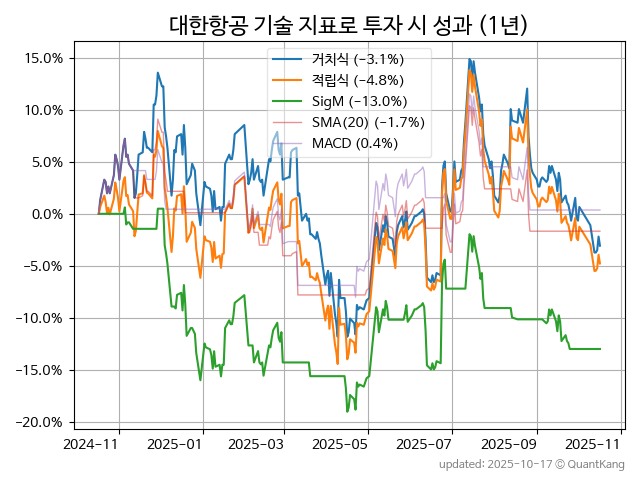 대한항공 기술 지표로 투자 시 성과 (1년)
거치식 (−3.1%)
적립식 (−4.8%)
SigM (−13.0%)
SMA(20) (−1.7%)
MACD (0.4%)
15.0%
10.0%
5.0%
0.0%
−5.0%
−10.0%
−15.0%
−20.0%
2024−11 2025−01 2025−03 2025−05 2025−07 2025−09 2025−11
updated: 2025-10-17 © QuantKang